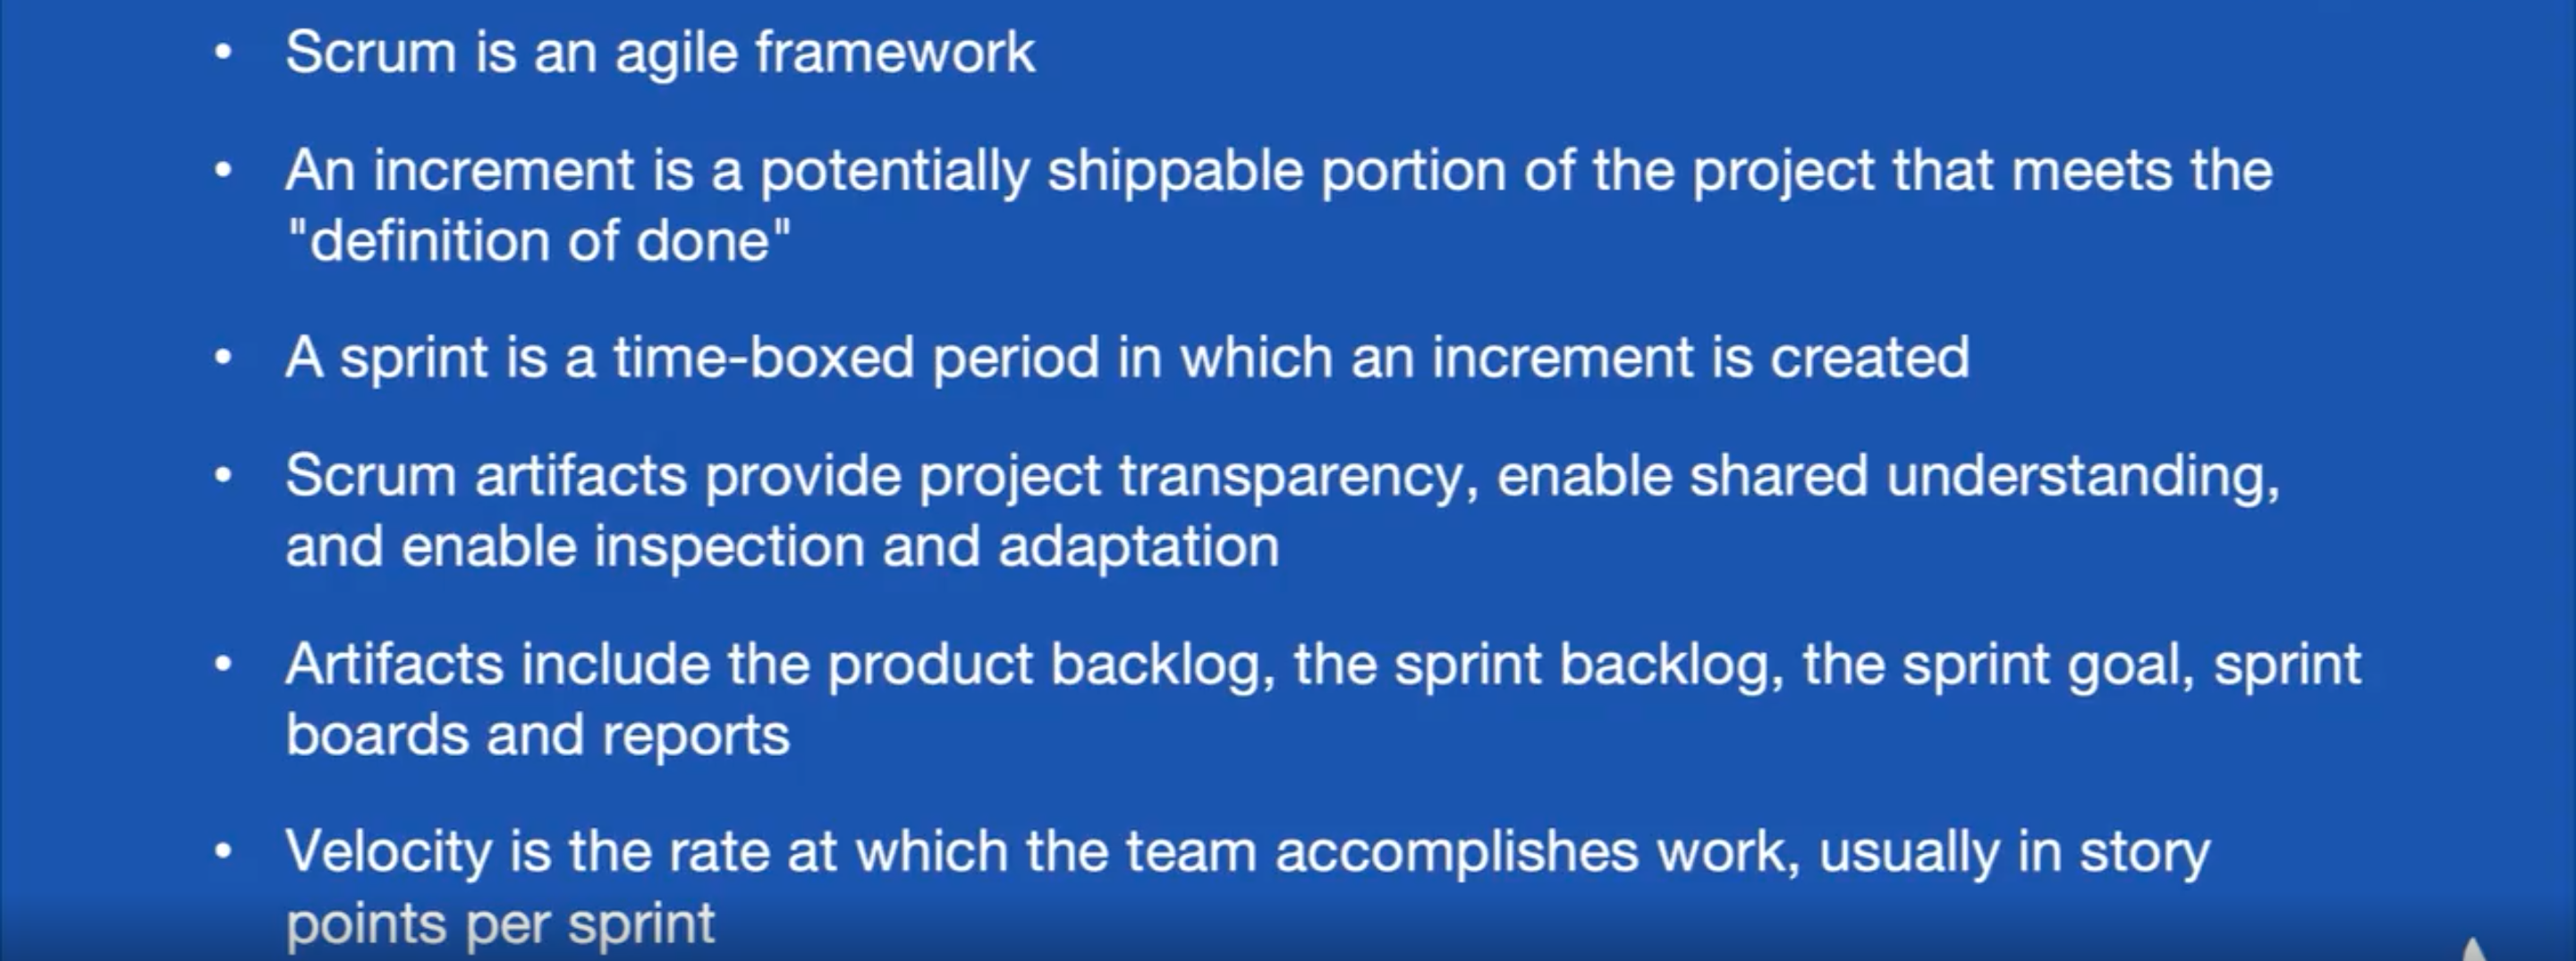 • Scrum is an agile framework
• An increment is a potentially shippable portion of the project that meets the
"definition of done"
• A sprint is a time-boxed period in which an increment is created
• Scrum artifacts provide project transparency, enable shared understanding,
and enable inspection and adaptation
• Artifacts include the product backlog, the sprint backlog, the sprint goal, sprint
boards and reports
• Velocity is the rate at which the team accomplishes work, usually in story
points per sprint